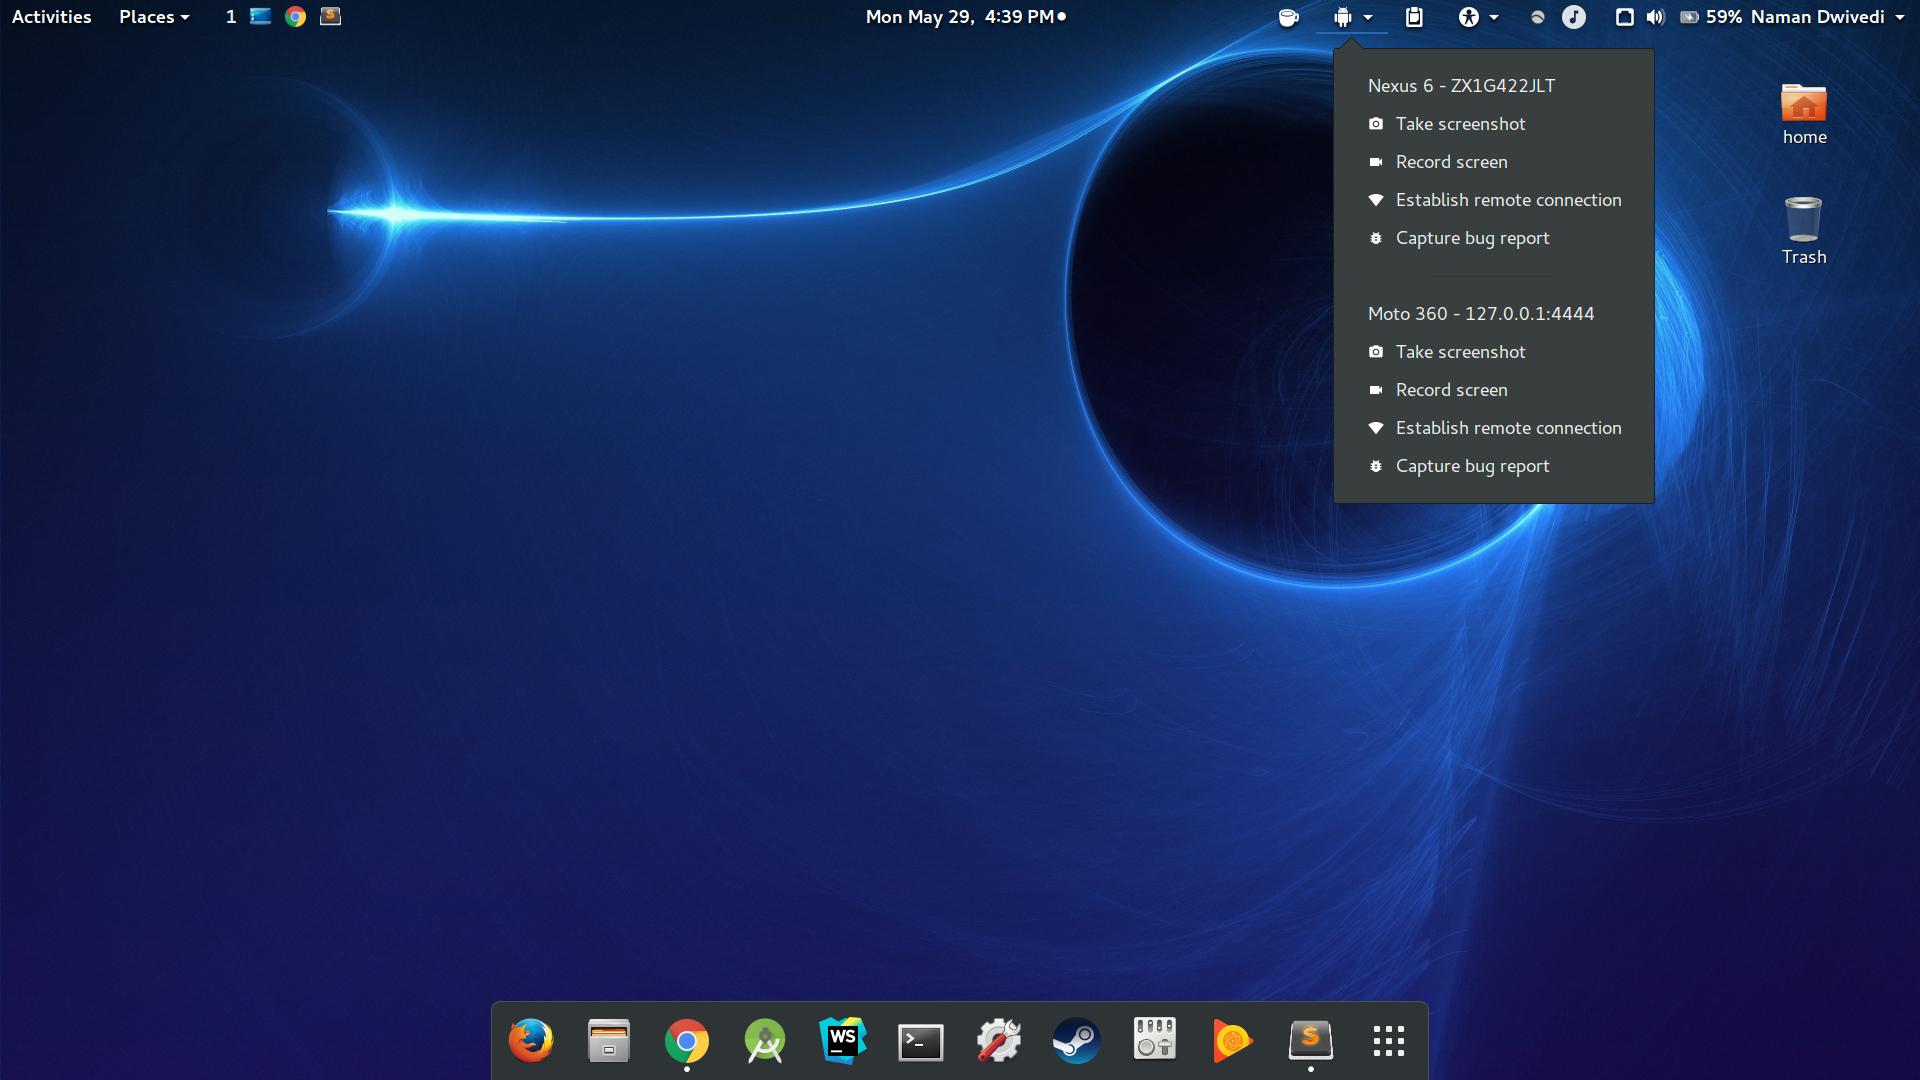 Activities Places 1 Mon May 29, 4:39 PM 59% Naman Dwivedi
Nexus 6 - ZX1G422JLT
Take screenshot
Record screen
Establish remote connection
Capture bug report
Moto 360 - 127.0.0.1:4444
Take screenshot
Record screen
Establish remote connection
Capture bug report
home
Trash
WS
>_
S